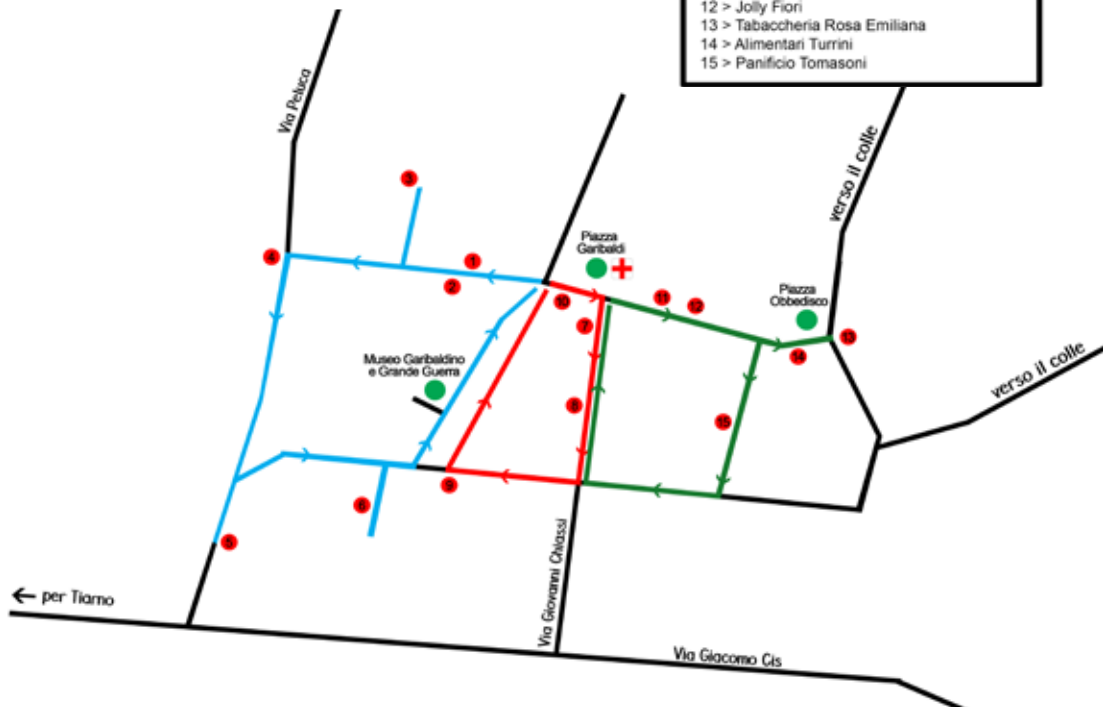 12 > Jolly Fiori
13 > Tabaccheria Rosa Emiliana
14 > Alimentari Turrini
15 > Panificio Tomasoni
Via Peluca
verso il colle
3
Piazza
Garibaldi
4
1
2
Piazza
Obbedisco
10
11
12
7
13
14
Museo Garibaldino
e Grande Guerra
verso il colle
8
15
9
6
5
Via Giovanni Chiassi
← per Tiarno
Via Giacomo Cis